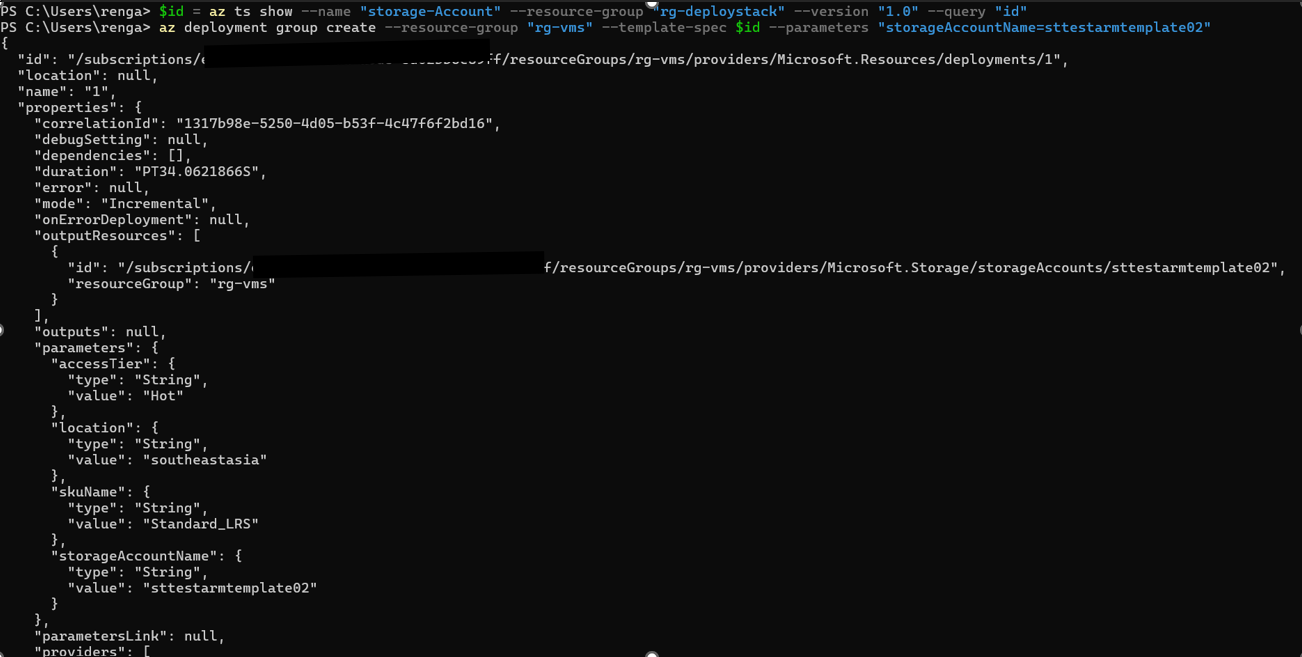 PS C:\Users\renga> $id = az ts show --name "storage-Account" --resource-group "rg-deploystack" --version "1.0" --query "id"
PS C:\Users\renga> az deployment group create --resource-group "rg-vms" --template-spec $id --parameters "storageAccountName=sttestarmtemplate02"
{
  "id": "/subscriptions/ ff/resourceGroups/rg-vms/providers/Microsoft.Resources/deployments/1",
  "location": null,
  "name": "1",
  "properties": {
    "correlationId": "1317b98e-5250-4d05-b53f-4c47f6f2bd16",
    "debugSetting": null,
    "dependencies": [],
    "duration": "PT34.0621866S",
    "error": null,
    "mode": "Incremental",
    "onErrorDeployment": null,
    "outputResources": [
      {
        "id": "/subscriptions/ f/resourceGroups/rg-vms/providers/Microsoft.Storage/storageAccounts/sttestarmtemplate02",
        "resourceGroup": "rg-vms"
      }
    ],
    "outputs": null,
    "parameters": {
      "accessTier": {
        "type": "String",
        "value": "Hot"
      },
      "location": {
        "type": "String",
        "value": "southeastasia"
      },
      "skuName": {
        "type": "String",
        "value": "Standard_LRS"
      },
      "storageAccountName": {
        "type": "String",
        "value": "sttestarmtemplate02"
      }
    },
    "parametersLink": null,
    "providers": [